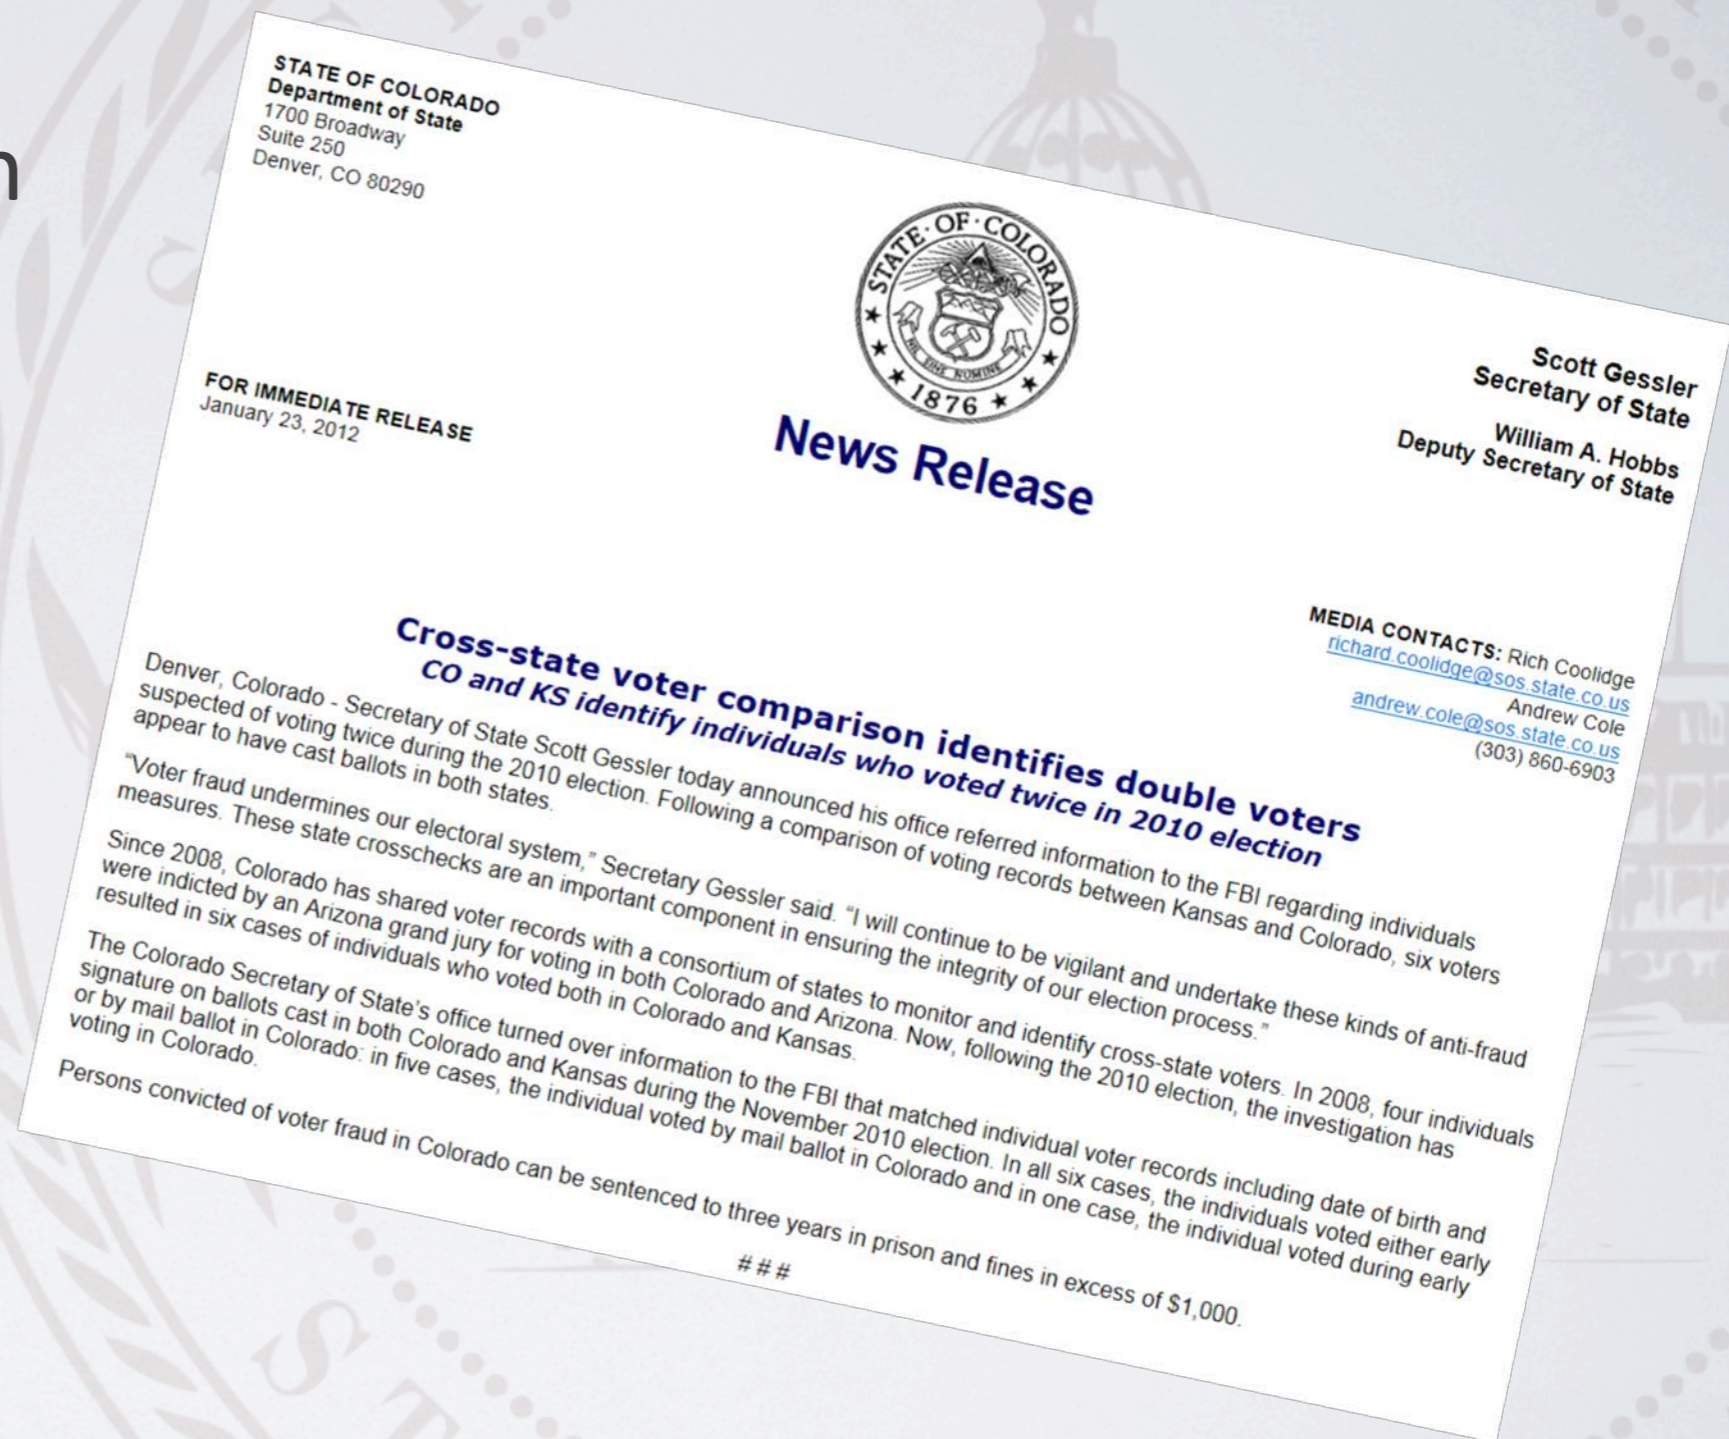 n
STATE OF COLORADO
Department of State
1700 Broadway
Suite 250
Denver, CO 80290
STATE·OF·COLORADO
NIL SINE NUMINE
1876
News Release
Scott Gessler
Secretary of State
William A. Hobbs
Deputy Secretary of State
FOR IMMEDIATE RELEASE
January 23, 2012
MEDIA CONTACTS: Rich Coolidge
richard.coolidge@sos.state.co.us
Andrew Cole
andrew.cole@sos.state.co.us
(303) 860-6903
Cross-state voter comparison identifies double voters
CO and KS identify individuals who voted twice in 2010 election
Denver, Colorado - Secretary of State Scott Gessler today announced his office referred information to the FBI regarding individuals
suspected of voting twice during the 2010 election. Following a comparison of voting records between Kansas and Colorado, six voters
appear to have cast ballots in both states.
“Voter fraud undermines our electoral system,” Secretary Gessler said. “I will continue to be vigilant and undertake these kinds of anti-fraud
measures. These state crosschecks are an important component in ensuring the integrity of our election process.”
Since 2008, Colorado has shared voter records with a consortium of states to monitor and identify cross-state voters. In 2008, four individuals
were indicted by an Arizona grand jury for voting in both Colorado and Arizona. Now, following the 2010 election, the investigation has
resulted in six cases of individuals who voted both in Colorado and Kansas.
The Colorado Secretary of State’s office turned over information to the FBI that matched individual voter records including date of birth and
signature on ballots cast in both Colorado and Kansas during the November 2010 election. In all six cases, the individuals voted either early
or by mail ballot in Colorado: in five cases, the individual voted by mail ballot in Colorado and in one case, the individual voted during early
voting in Colorado.
Persons convicted of voter fraud in Colorado can be sentenced to three years in prison and fines in excess of $1,000.
# # #